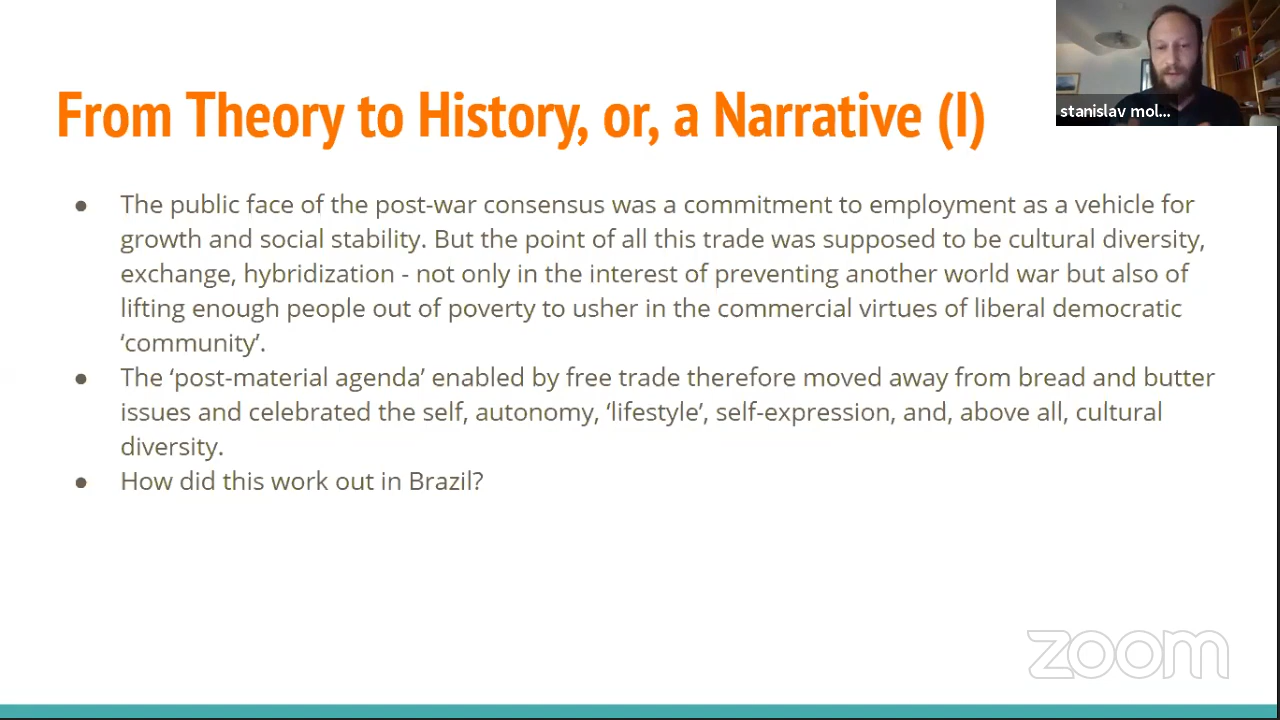 From Theory to History, or, a Narrative (I)
stanislav mol...
● The public face of the post-war consensus was a commitment to employment as a vehicle for
growth and social stability. But the point of all this trade was supposed to be cultural diversity,
exchange, hybridization - not only in the interest of preventing another world war but also of
lifting enough people out of poverty to usher in the commercial virtues of liberal democratic
‘community’.
● The ‘post-material agenda’ enabled by free trade therefore moved away from bread and butter
issues and celebrated the self, autonomy, ‘lifestyle’, self-expression, and, above all, cultural
diversity.
● How did this work out in Brazil?
zoom